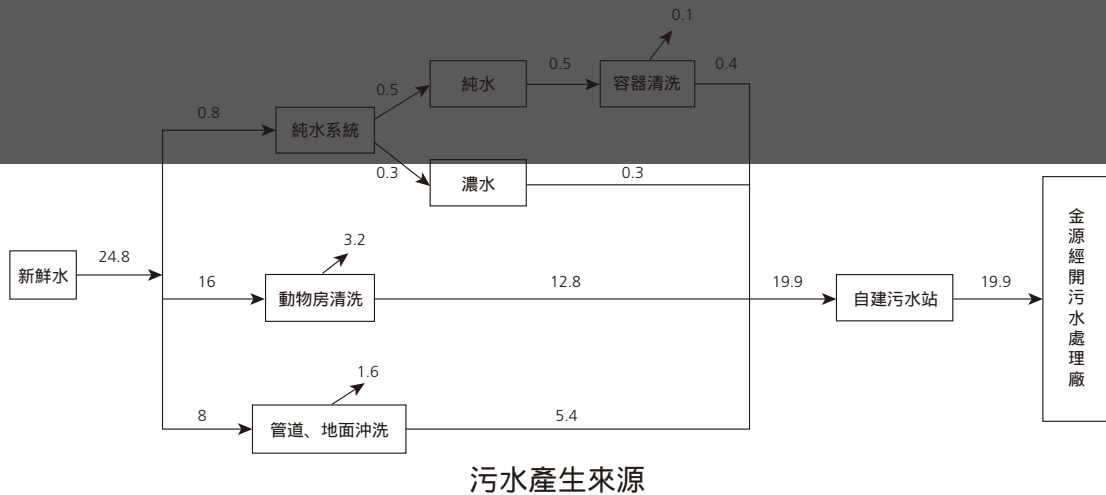 0.1
0.5
0.4
純水
容器清洗
0.5
0.8
純水系統
0.3
濃水
0.3
新鮮水
24.8
3.2
16
動物房清洗
12.8
19.9
自建污水站
19.9
金源經開污水處理廠
1.6
8
管道、地面沖洗
5.4
污水產生來源